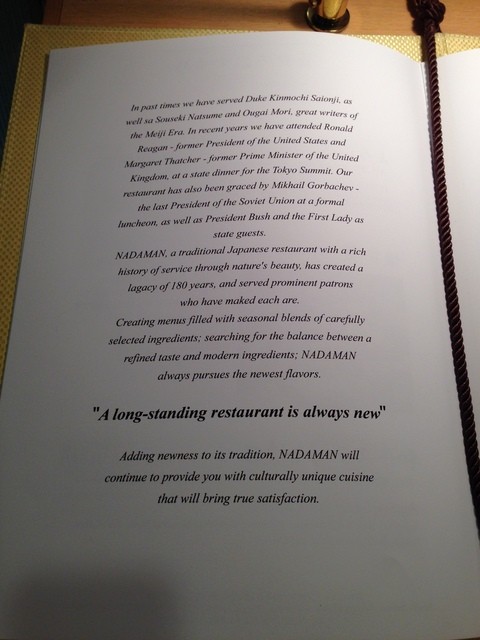 In past times we have served Duke Kinmochi Saionji, as
well sa Souseki Natsume and Ougai Mori, great writers of
the Meiji Era. In recent years we have attended Ronald
Reagan - former President of the United States and
Margaret Thatcher - former Prime Minister of the United
Kingdom, at a state dinner for the Tokyo Summit. Our
restaurant has also been graced by Mikhail Gorbachev -
the last President of the Soviet Union at a formal
luncheon, as well as President Bush and the First Lady as
state guests.
NADAMAN, a traditional Japanese restaurant with a rich
history of service through nature's beauty, has created a
lagacy of 180 years, and served prominent patrons
who have maked each are.
Creating menus filled with seasonal blends of carefully
selected ingredients; searching for the balance between a
refined taste and modern ingredients; NADAMAN
always pursues the newest flavors.
"A long-standing restaurant is always new"
Adding newness to its tradition, NADAMAN will
continue to provide you with culturally unique cuisine
that will bring true satisfaction.